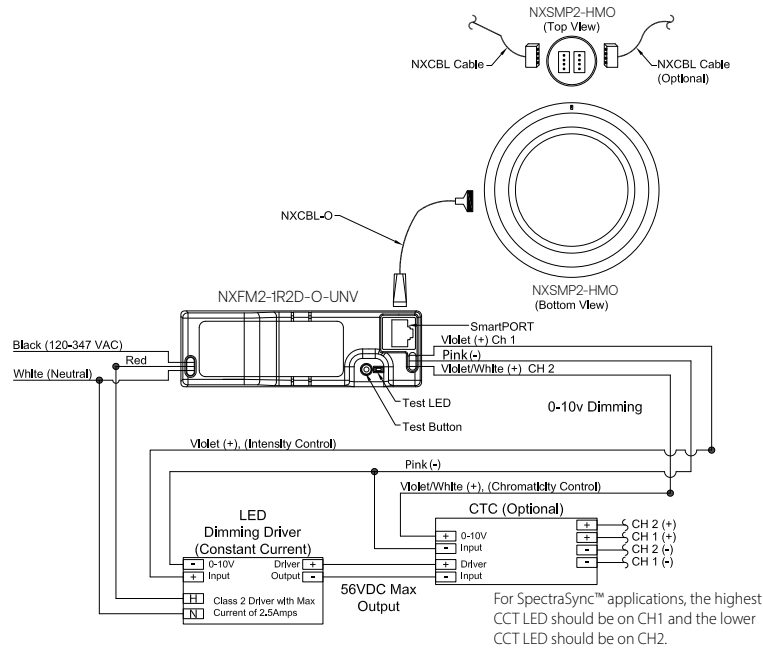 NXSMP2-HMO
(Top View)
NXCBL Cable
NXCBL Cable
(Optional)
NXCBL-O
NXSMP2-HMO
(Bottom View)
NXFM2-1R2D-O-UNV
SmartPORT
Black (120-347 VAC)
Red
White (Neutral)
Violet (+) Ch 1
Pink (-)
Violet/White (+) CH 2
Test LED
Test Button
0-10v Dimming
Violet (+), (Intensity Control)
Pink (-)
Violet/White (+), (Chromaticity Control)
LED
Dimming Driver
(Constant Current)
- 0-10V
+ Input
Driver +
Output -
H
N
Class 2 Driver with Max
Current of 2.5Amps
56VDC Max
Output
CTC (Optional)
+ 0-10V
- Input
+ Driver
- Input
+ CH 2 (+)
+ CH 1 (+)
- CH 2 (-)
- CH 1 (-)
For SpectraSync™ applications, the highest
CCT LED should be on CH1 and the lower
CCT LED should be on CH2.